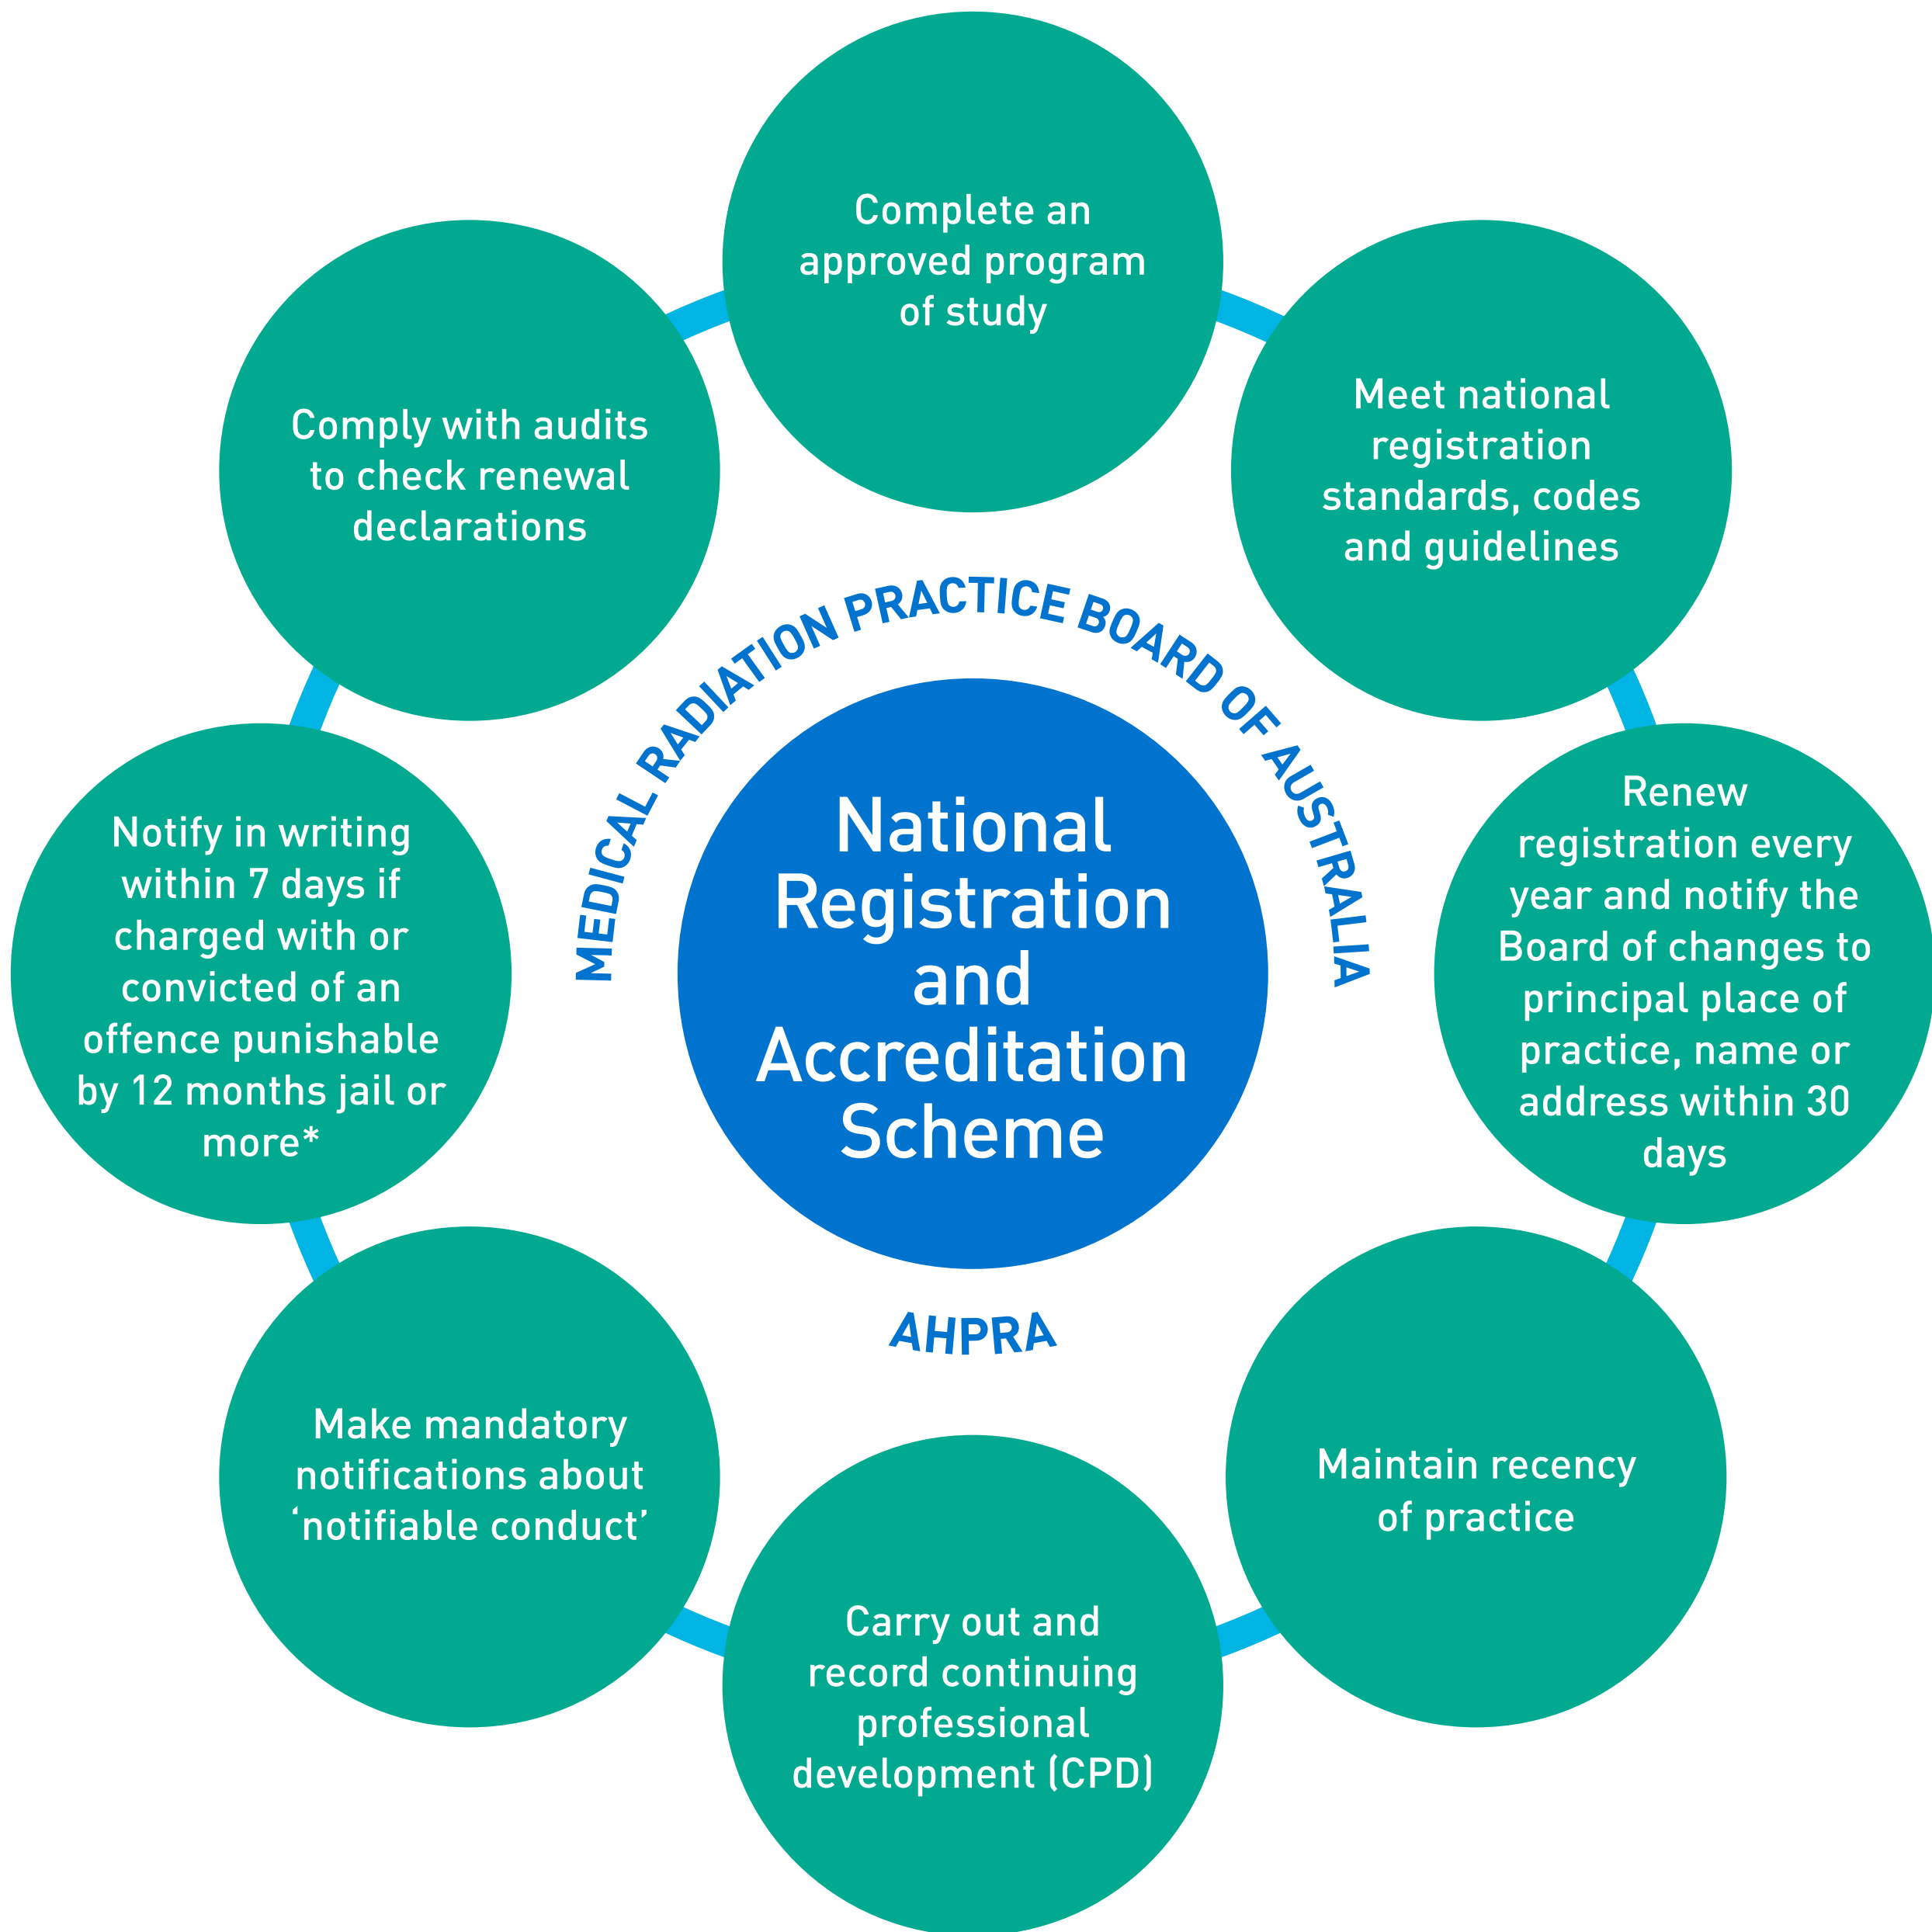 Complete an
approved program
of study
Meet national
registration
standards, codes
and guidelines
Renew
registration every
year and notify the
Board of changes to
principal place of
practice, name or
address within 30
days
Maintain recency
of practice
Carry out and
record continuing
professional
development (CPD)
Make mandatory
notifications about
‘notifiable conduct’
Notify in writing
within 7 days if
charged with or
convicted of an
offence punishable
by 12 months jail or
more*
Comply with audits
to check renewal
declarations
MEDICAL RADIATION PRACTICE BOARD OF AUSTRALIA
National
Registration
and
Accreditation
Scheme
AHPRA